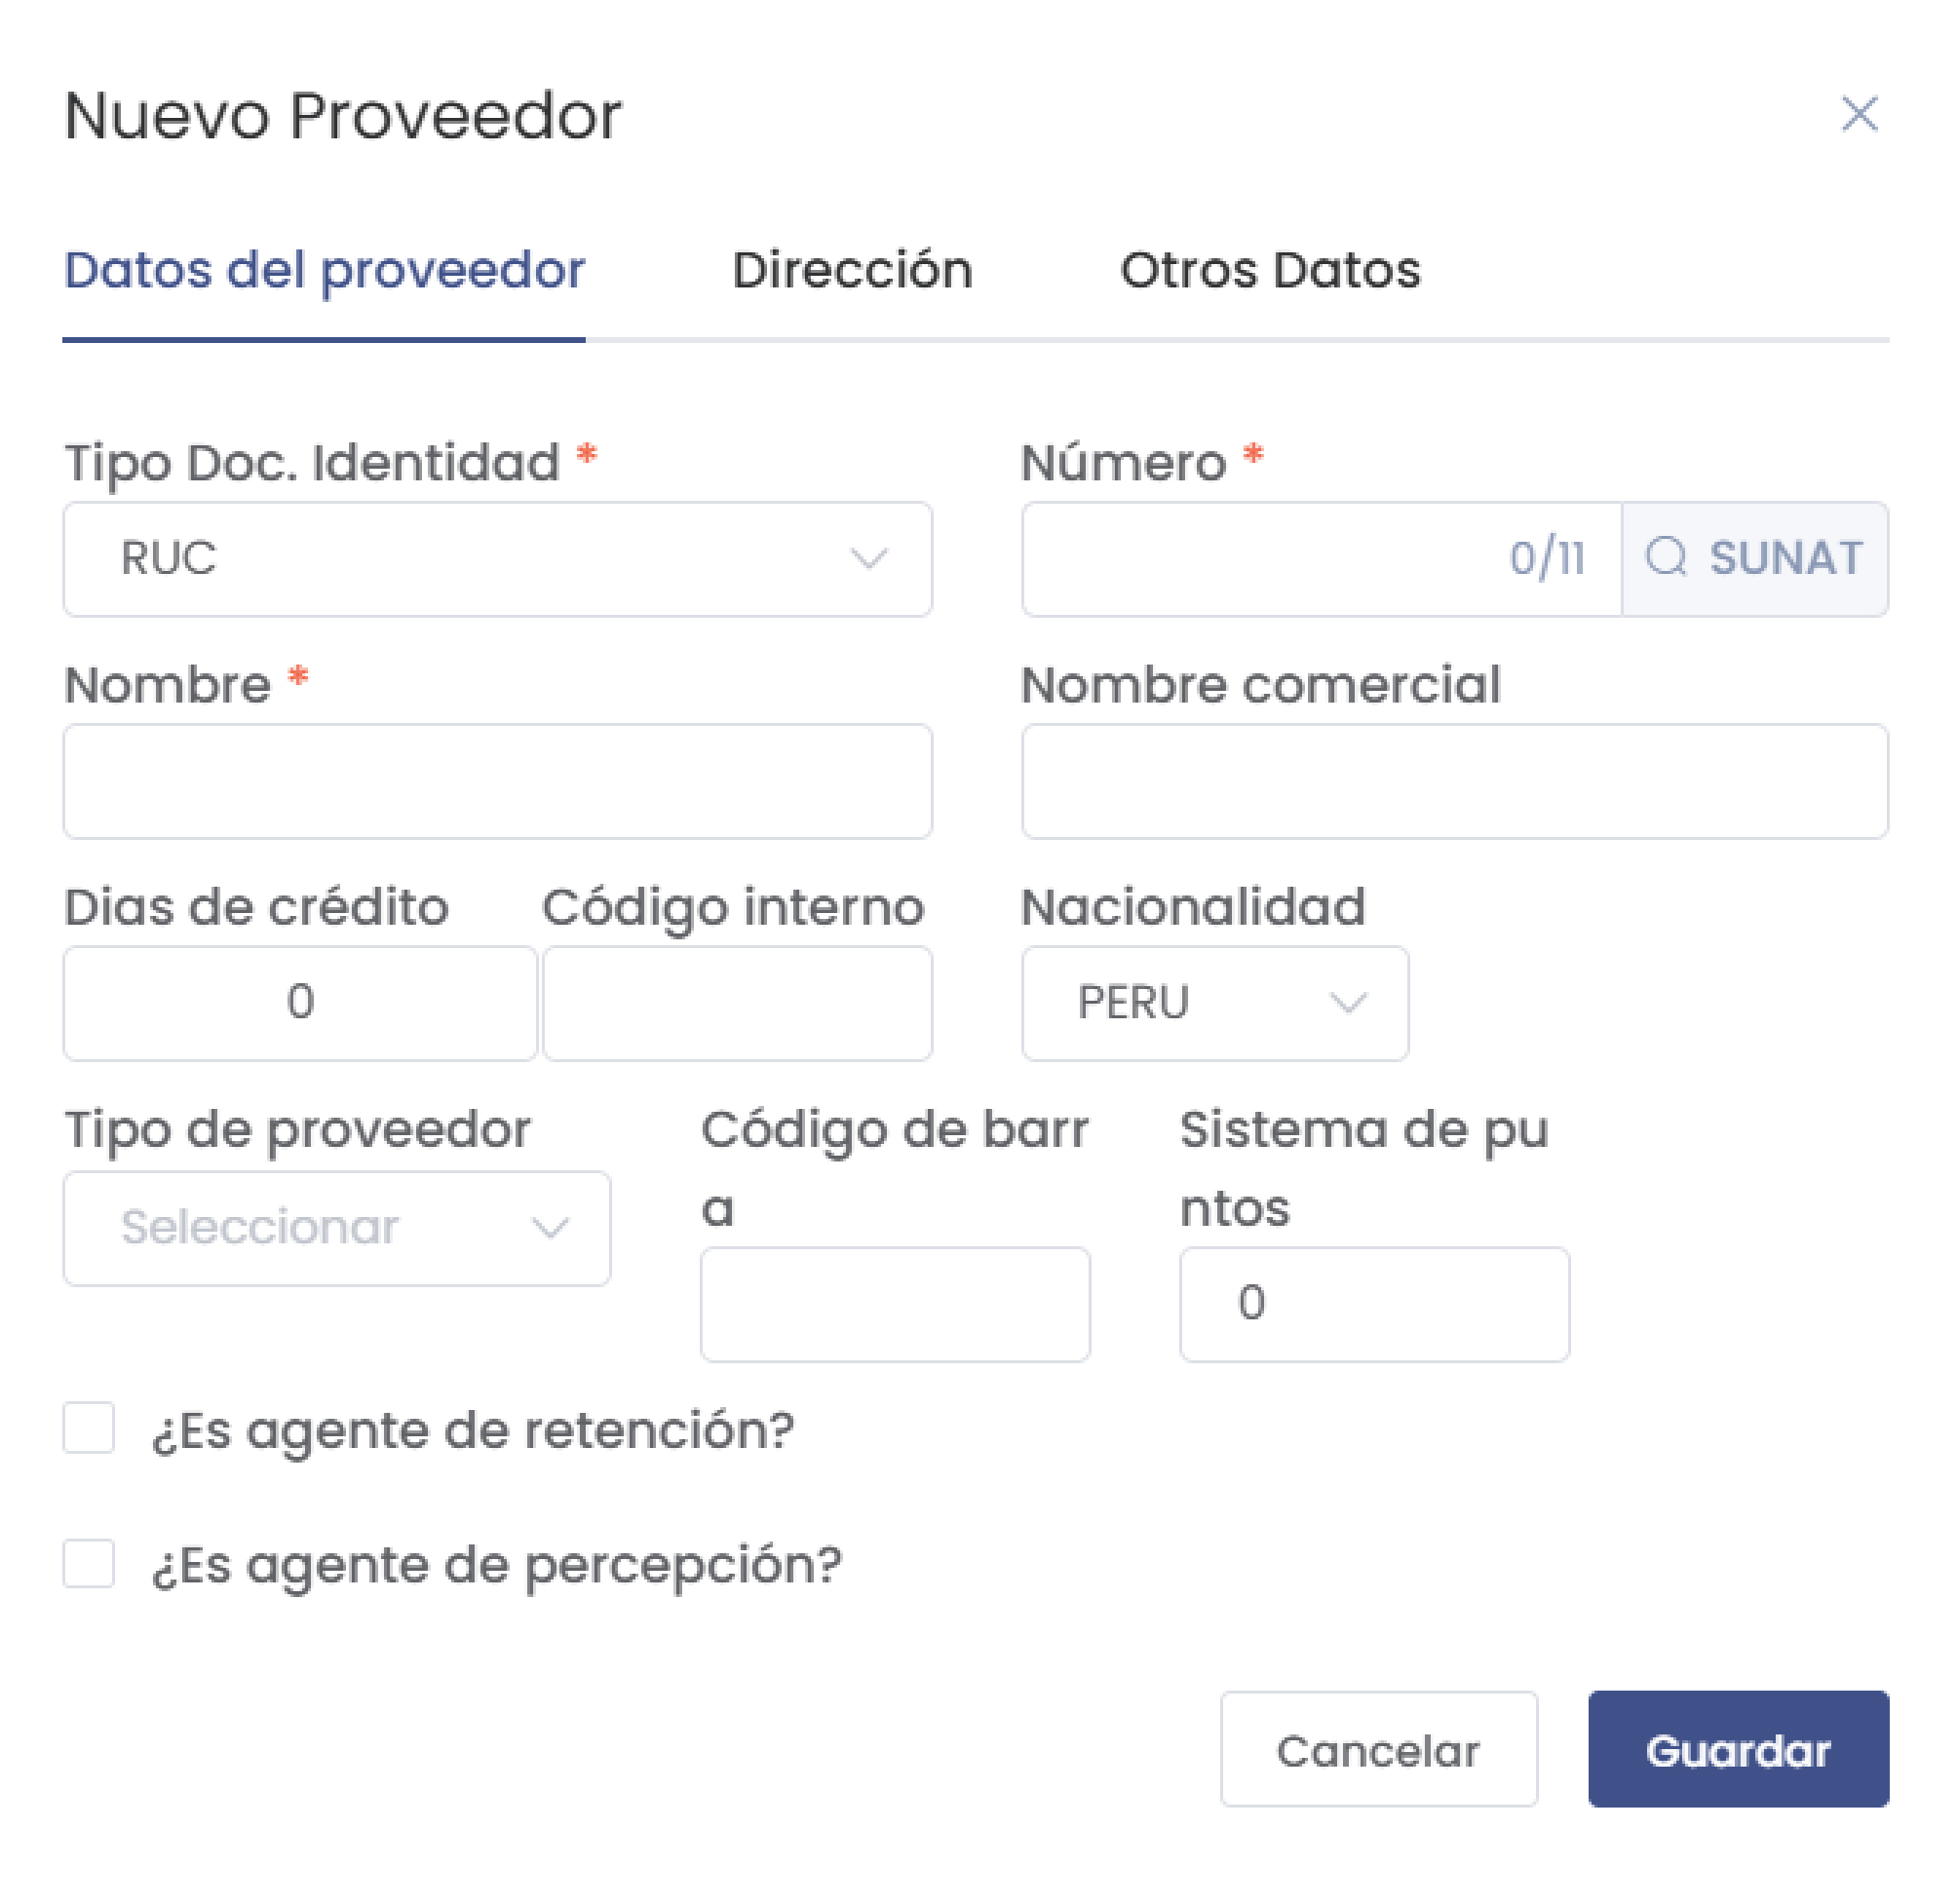 Nuevo Proveedor
Datos del proveedor Dirección Otros Datos
Tipo Doc. Identidad * Número *
RUC 0/11 SUNAT
Nombre * Nombre comercial
Dias de crédito Código interno Nacionalidad
0 PERU
Tipo de proveedor Código de barr Sistema de pu
a ntos
Seleccionar
0
¿Es agente de retención?
¿Es agente de percepción?
Cancelar Guardar